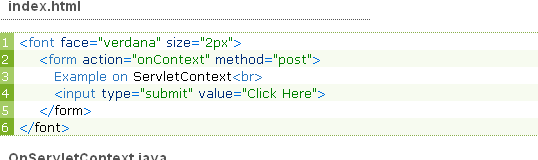 index.html
1 <font face="verdana" size="2px">
2 <form action="onContext" method="post">
3 Example on ServletContext<br>
4 <input type="submit" value="Click Here">
5 </form>
6 </font>
OnServletContext.java